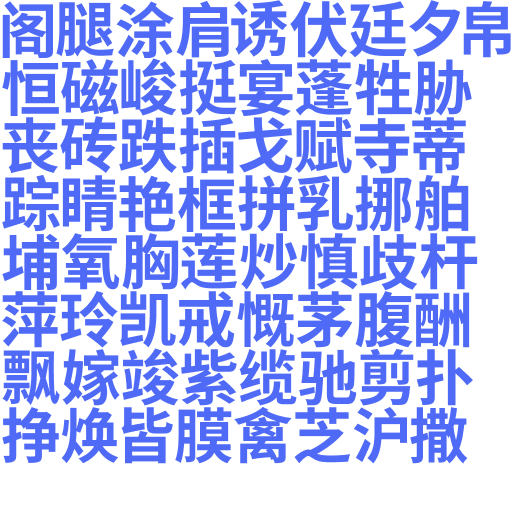 阁腿涂肩诱伏廷夕帛
恒磁峻挺宴蓬牲胁
丧砖跌插戈赋寺蒂
踪睛艳框拼乳挪舶
埔氧胸莲炒慎歧杆
萍玲凯戒慨茅腹酬
飘嫁竣紫缆驰剪扑
挣焕皆膜禽芝沪撒